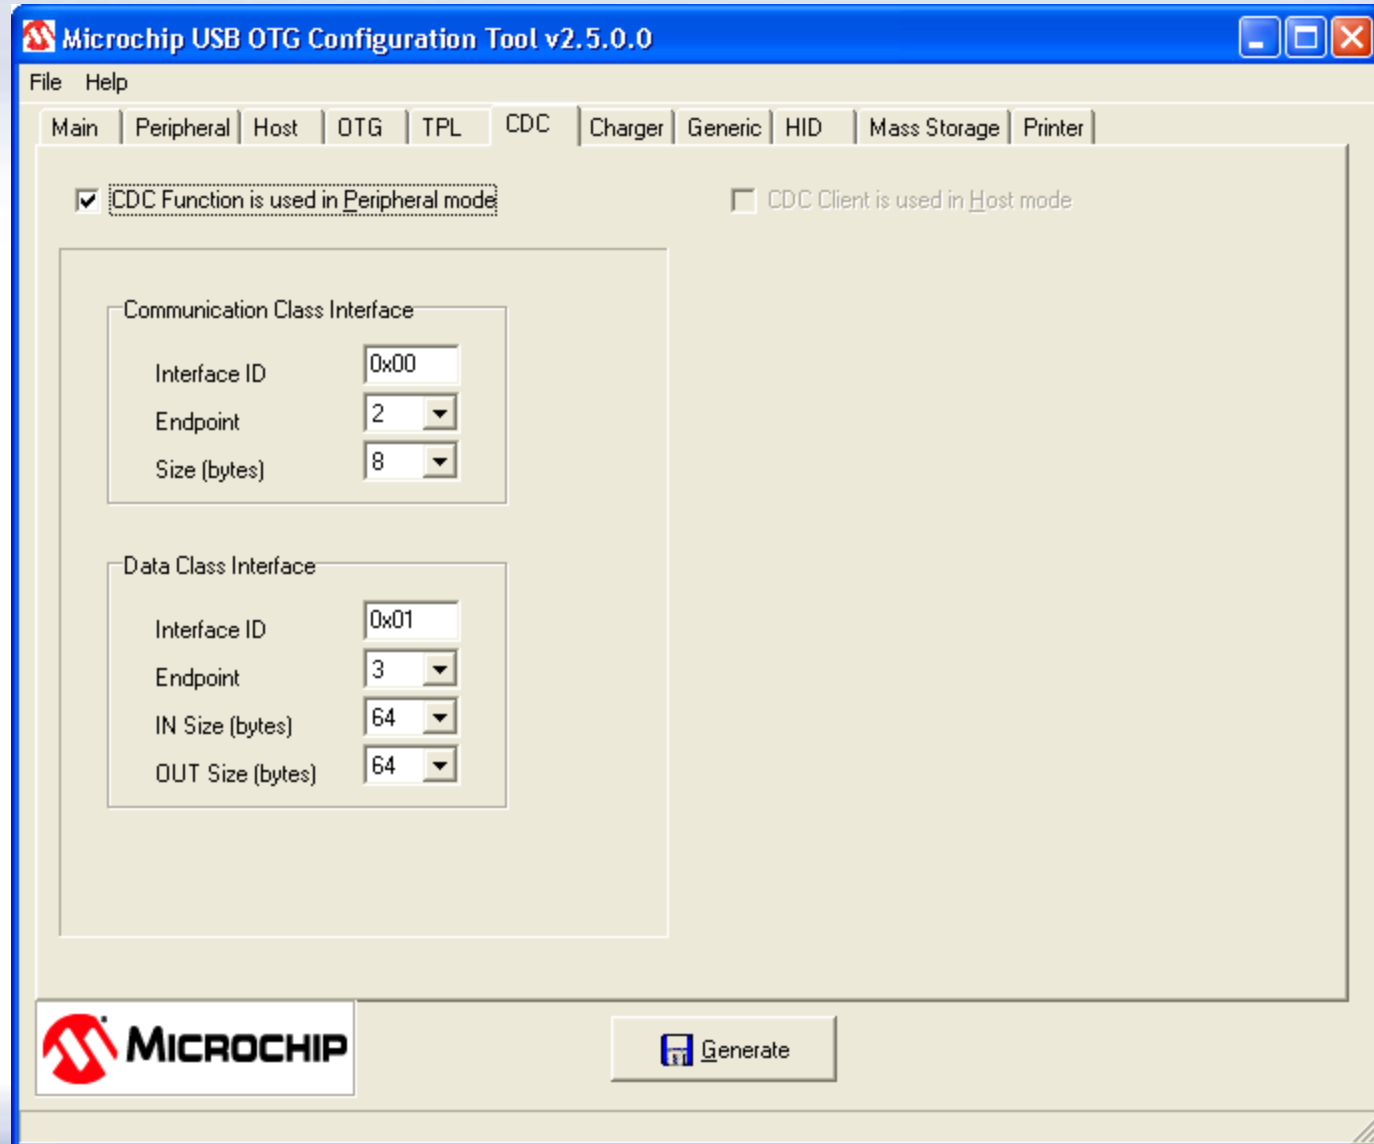 Microchip USB OTG Configuration Tool v2.5.0.0
File Help
Main Peripheral Host OTG TPL CDC Charger Generic HID Mass Storage Printer
CDC Function is used in Peripheral mode CDC Client is used in Host mode
Communication Class Interface
Interface ID 0x00
Endpoint 2
Size (bytes) 8
Data Class Interface
Interface ID 0x01
Endpoint 3
IN Size (bytes) 64
OUT Size (bytes) 64
MICROCHIP Generate